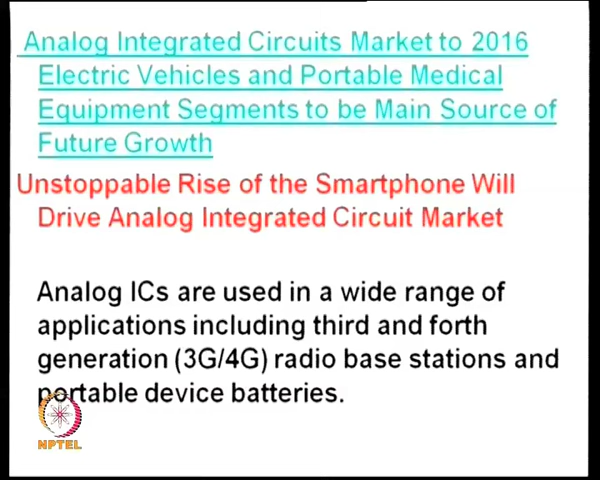 Analog Integrated Circuits Market to 2016
Electric Vehicles and Portable Medical
Equipment Segments to be Main Source of
Future Growth
Unstoppable Rise of the Smartphone Will
Drive Analog Integrated Circuit Market
Analog ICs are used in a wide range of
applications including third and forth
generation (3G/4G) radio base stations and
portable device batteries.
NPTEL